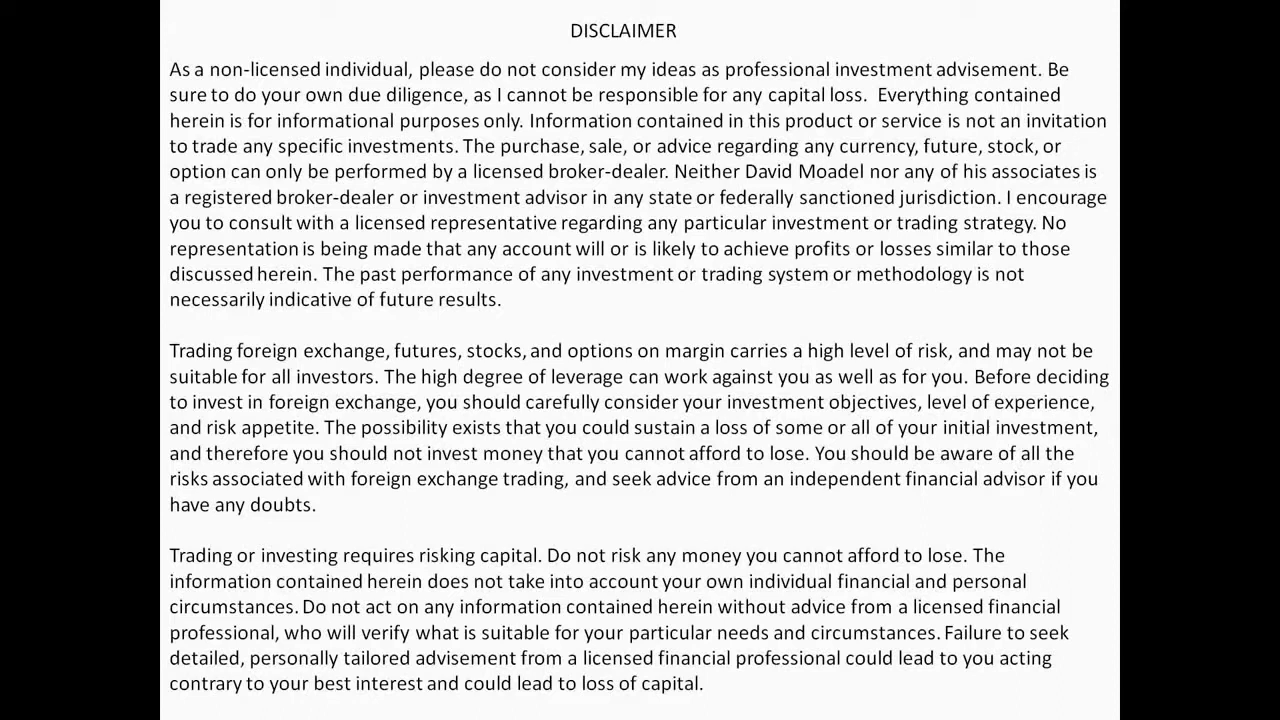 DISCLAIMER
As a non-licensed individual, please do not consider my ideas as professional investment advisement. Be
sure to do your own due diligence, as I cannot be responsible for any capital loss.  Everything contained
herein is for informational purposes only. Information contained in this product or service is not an invitation
to trade any specific investments. The purchase, sale, or advice regarding any currency, future, stock, or
option can only be performed by a licensed broker-dealer. Neither David Moadel nor any of his associates is
a registered broker-dealer or investment advisor in any state or federally sanctioned jurisdiction. I encourage
you to consult with a licensed representative regarding any particular investment or trading strategy. No
representation is being made that any account will or is likely to achieve profits or losses similar to those
discussed herein. The past performance of any investment or trading system or methodology is not
necessarily indicative of future results.
Trading foreign exchange, futures, stocks, and options on margin carries a high level of risk, and may not be
suitable for all investors. The high degree of leverage can work against you as well as for you. Before deciding
to invest in foreign exchange, you should carefully consider your investment objectives, level of experience,
and risk appetite. The possibility exists that you could sustain a loss of some or all of your initial investment,
and therefore you should not invest money that you cannot afford to lose. You should be aware of all the
risks associated with foreign exchange trading, and seek advice from an independent financial advisor if you
have any doubts.
Trading or investing requires risking capital. Do not risk any money you cannot afford to lose. The
information contained herein does not take into account your own individual financial and personal
circumstances. Do not act on any information contained herein without advice from a licensed financial
professional, who will verify what is suitable for your particular needs and circumstances. Failure to seek
detailed, personally tailored advisement from a licensed financial professional could lead to you acting
contrary to your best interest and could lead to loss of capital.